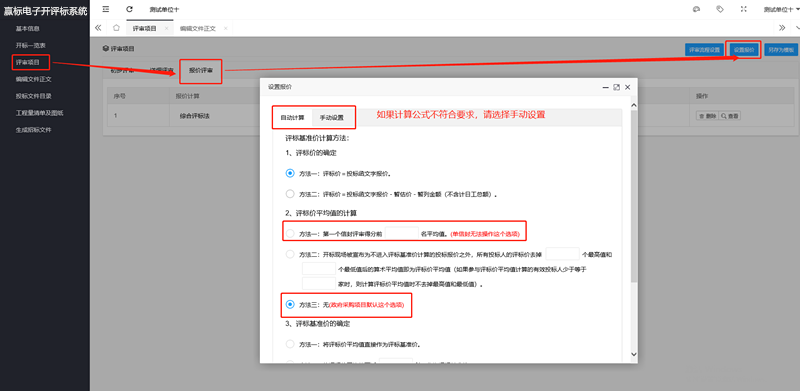 赢标电子开评标系统
测试单位十
测试单位十
基本信息
开标一览表
评审项目
编辑文件正文
投标文件目录
工程量清单及图纸
生成招标文件
评审项目
编辑文件正文
评审项目
评审流程设置
设置报价
另存为模板
初步评审
详细评审
报价评审
序号
报价计算
操作
1
综合评标法
删除
查看
设置报价
自动计算
手动设置
如果计算公式不符合要求，请选择手动设置
评标基准价计算方法：
1、评标价的确定
方法一：评标价＝投标函文字报价。
方法二：评标价＝投标函文字报价－暂估价－暂列金额（不含计日工总额）。
2、评标价平均值的计算
方法一：第一个信封评审得分前 名平均值。(单信封无法操作这个选项)
方法二：开标现场被宣布为不进入评标基准价计算的投标报价之外，所有投标人的评标价去掉 个最高值和
个最低值后的算术平均值即为评标价平均值（如果参与评标价平均值计算的有效投标人少于等于
家时，则计算评标价平均值时不去掉最高值和最低值）。
方法三：无(政府采购项目默认这个选项)
3、评标基准价的确定
方法一：将评标价平均值直接作为评标基准价。